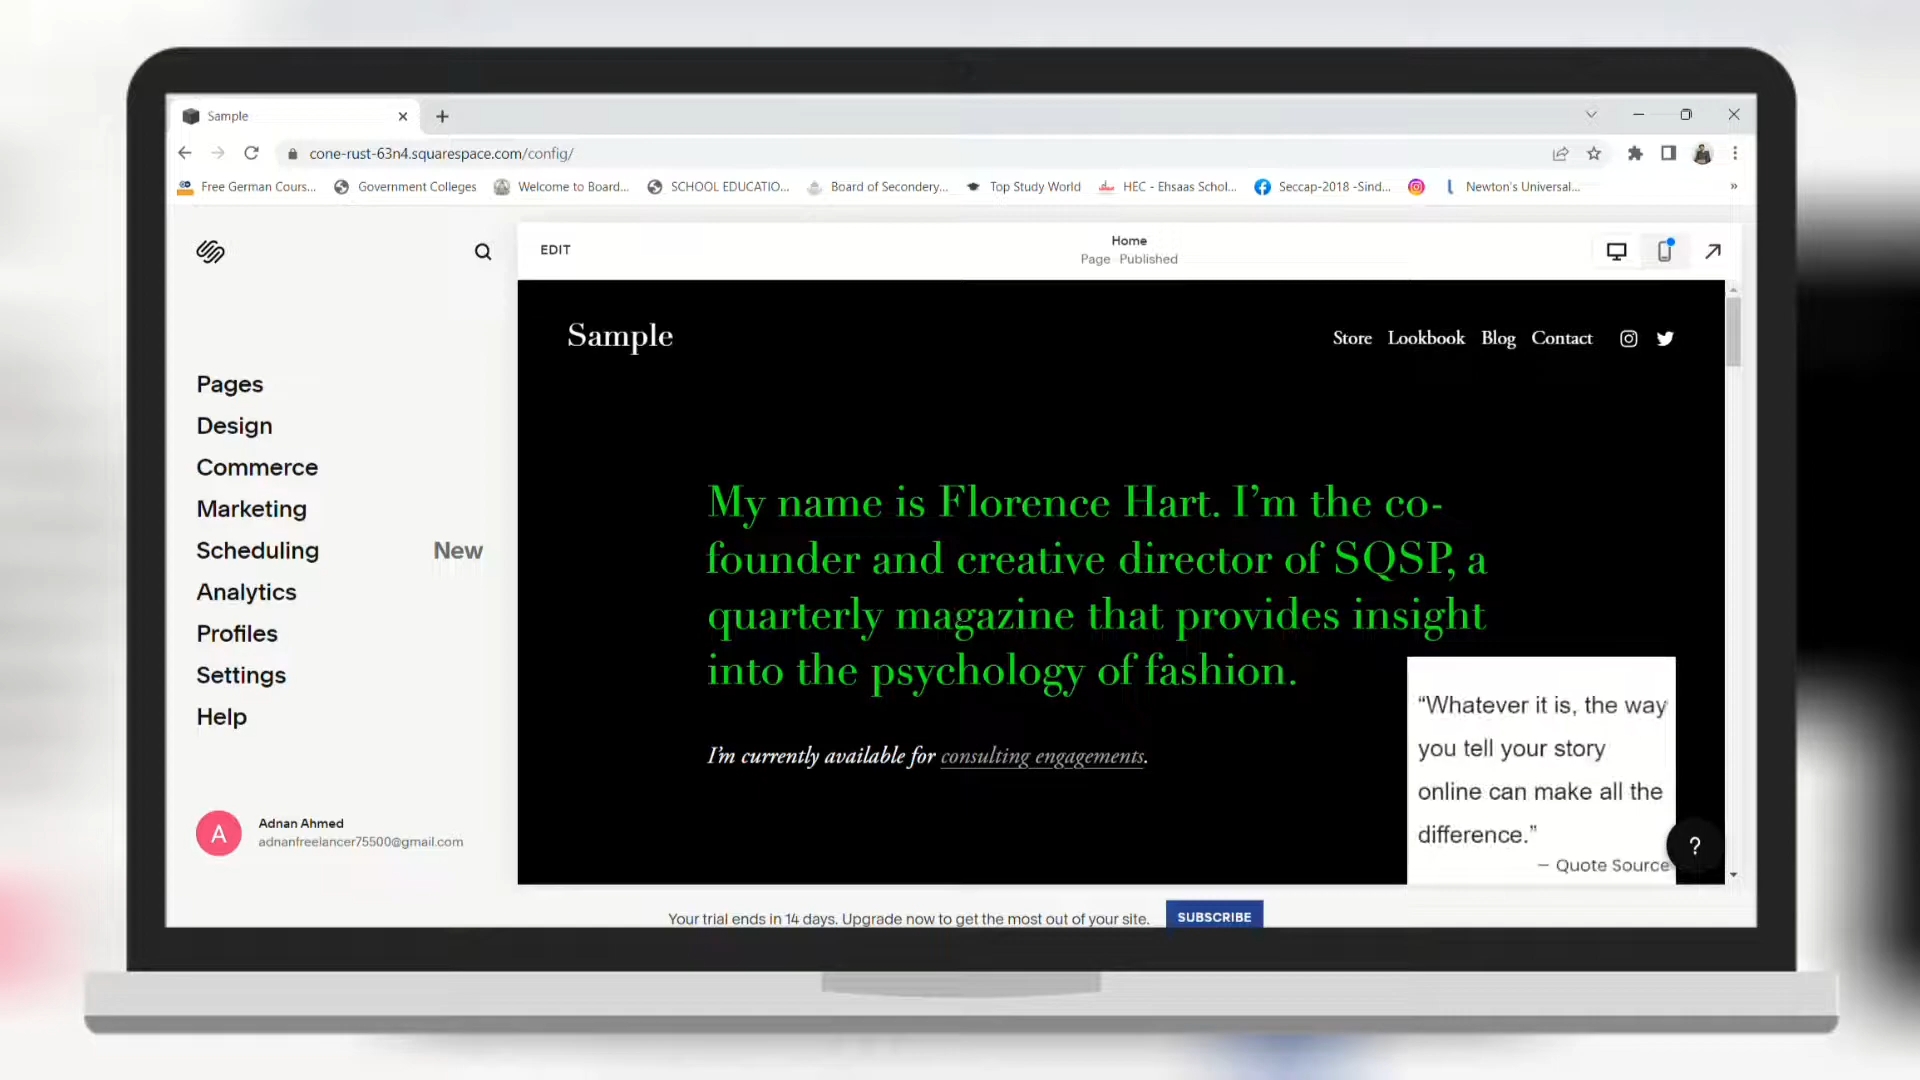 Sample
cone-rust-63n4.squarespace.com/config/
Free German Cours... Government Colleges Welcome to Board... SCHOOL EDUCATIO... Board of Secondery... Top Study World HEC - Ehsaas Schol... Seccap-2018 -Sind... Newton's Universal... »
EDIT
Home
Page · Published
Pages
Design
Commerce
Marketing
Scheduling New
Analytics
Profiles
Settings
Help
A
Adnan Ahmed
adnanfreelancer75500@gmail.com
Sample
Store Lookbook Blog Contact
My name is Florence Hart. I’m the co-
founder and creative director of SQSP, a
quarterly magazine that provides insight
into the psychology of fashion.
I’m currently available for consulting engagements.
“Whatever it is, the way
you tell your story
online can make all the
difference.”
— Quote Source
?
Your trial ends in 14 days. Upgrade now to get the most out of your site. SUBSCRIBE